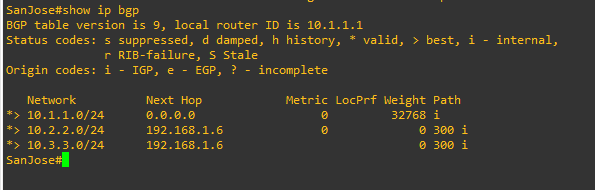 SanJose#show ip bgp
BGP table version is 9, local router ID is 10.1.1.1
Status codes: s suppressed, d damped, h history, * valid, > best, i - internal,
              r RIB-failure, S Stale
Origin codes: i - IGP, e - EGP, ? - incomplete

   Network          Next Hop            Metric LocPrf Weight Path
*> 10.1.1.0/24      0.0.0.0                  0         32768 i
*> 10.2.2.0/24      192.168.1.6              0             0 300 i
*> 10.3.3.0/24      192.168.1.6                            0 300 i
SanJose#